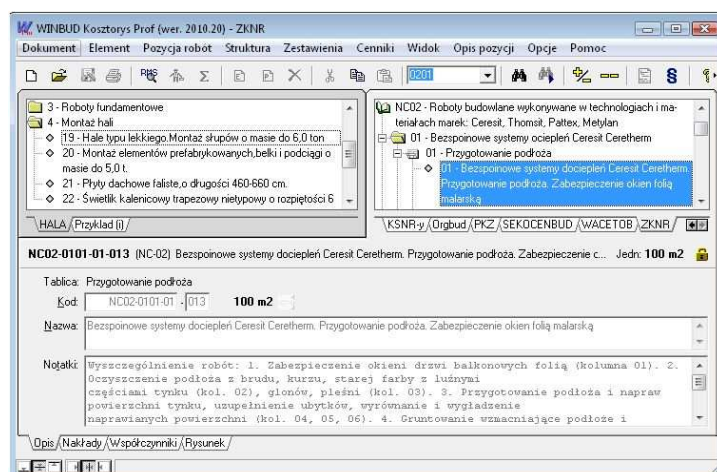 WINBUD Kosztorys Prof (wer. 2010.20) - ZKNR
Dokument Element Pozycja robót Struktura Zestawienia Cenniki Widok Opis pozycji Opcje Pomoc
0201
3 - Roboty fundamentowe
4 - Montaż hali
19 - Hale typu lekkiego.Montaż słupów o masie do 6,0 ton
20 - Montaż elementów prefabrykowanych,belki i podciągi o
masie do 5,0 t.
21 - Płyty dachowe faliste,o długości 460-660 cm.
22 - Świetlik kalenicowy trapezowy nietypowy o rozpiętości 6
HALA Przykład (i)
NC02 - Roboty budowlane wykonywane w technologiach i ma-
teriałach marek: Ceresit, Thomsit, Pattex, Metylan
01 - Bezspoinowe systemy ociepleń Ceresit Ceretherm
01 - Przygotowanie podłoża
01 - Bezspoinowe systemy dociepleń Ceresit Ceretherm.
Przygotowanie podłoża. Zabezpieczenie okien folią
malarską
KSNR-y Orgbud PKZ SEKOCENBUD WACETOB ZKNR
NC02-0101-01-013 (NC-02) Bezspoinowe systemy dociepleń Ceresit Ceretherm. Przygotowanie podłoża. Zabezpieczenie c... Jedn: 100 m2
Tablica: Przygotowanie podłoża
Kod: NC02-0101-01 - 013 100 m2
Nazwa: Bezspoinowe systemy dociepleń Ceresit Ceretherm. Przygotowanie podłoża. Zabezpieczenie okien folią malarską
Notatki: Wyszczególnienie robót: 1. Zabezpieczenie okieni drzwi balkonowych folią (kolumna 01). 2.
Oczyszczenie podłoża z brudu, kurzu, starej farby z luźnymi
częściami tynku (kol. 02), glonów, pleśni (kol. 03). 3. Przygotowanie podłoża i napraw
powierzchni tynku, uzupełnienie ubytków, wyrównanie i wygładzenie
naprawianych powierzchni (kol. 04, 05, 06). 4. Gruntowanie wzmacniające podłoże i
Opis Nakłady Współczynniki Rysunek